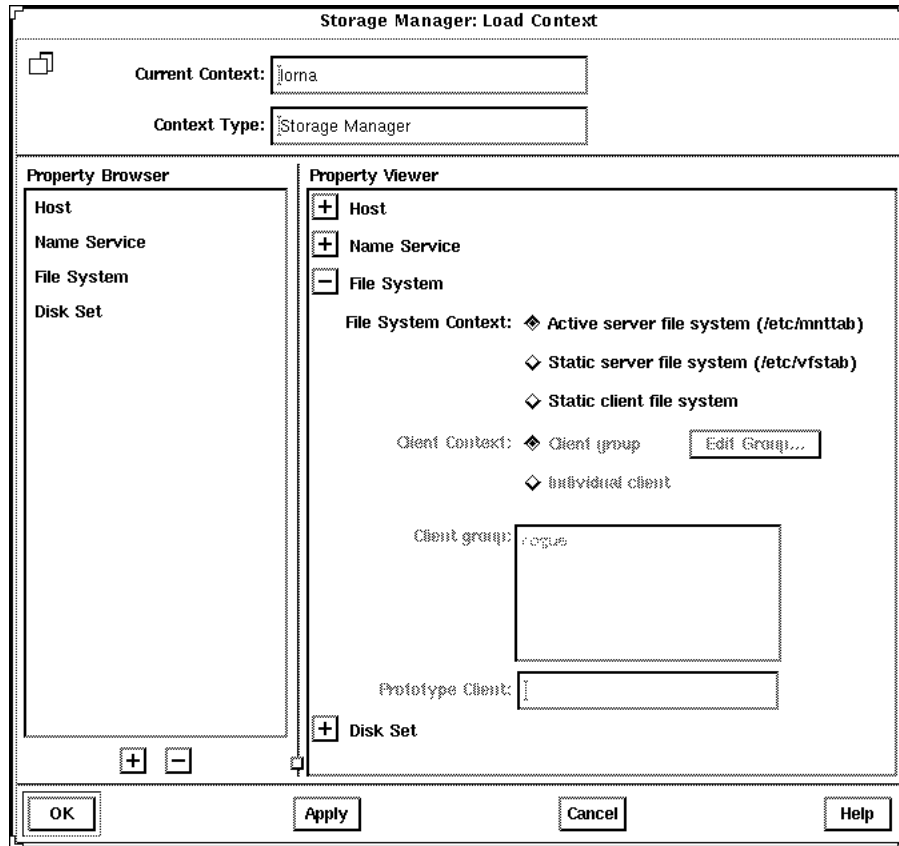 Storage Manager: Load Context
Current Context: lorna
Context Type: Storage Manager
Property Browser
Host
Name Service
File System
Disk Set
Property Viewer
Host
Name Service
File System
File System Context: Active server file system (/etc/mnttab)
Static server file system (/etc/vfstab)
Static client file system
Client Context: Client group Edit Group...
Individual client
Client group: rogue
Prototype Client:
Disk Set
OK Apply Cancel Help